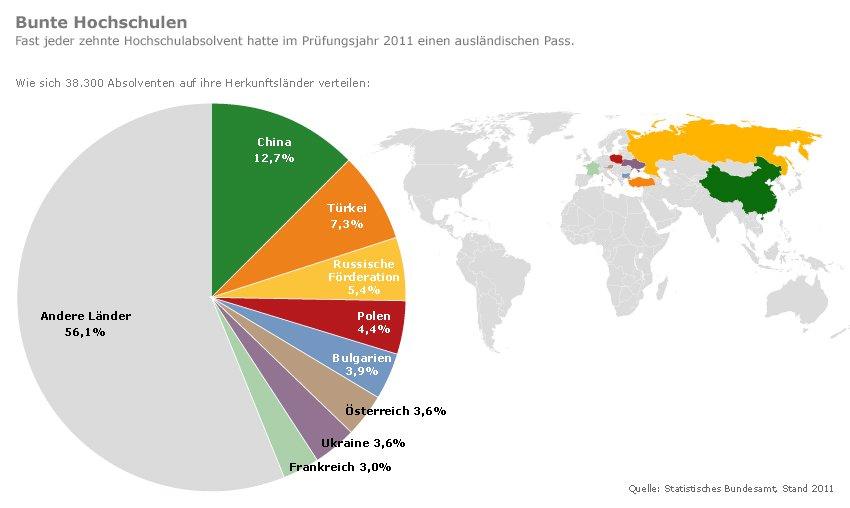 Bunte Hochschulen
Fast jeder zehnte Hochschulabsolvent hatte im Prüfungsjahr 2011 einen ausländischen Pass.
Wie sich 38.300 Absolventen auf ihre Herkunftsländer verteilen:
China
12,7%
Türkei
7,3%
Russische
Förderation
5,4%
Polen
4,4%
Bulgarien
3,9%
Österreich 3,6%
Ukraine 3,6%
Frankreich 3,0%
Andere Länder
56,1%
Quelle: Statistisches Bundesamt, Stand 2011